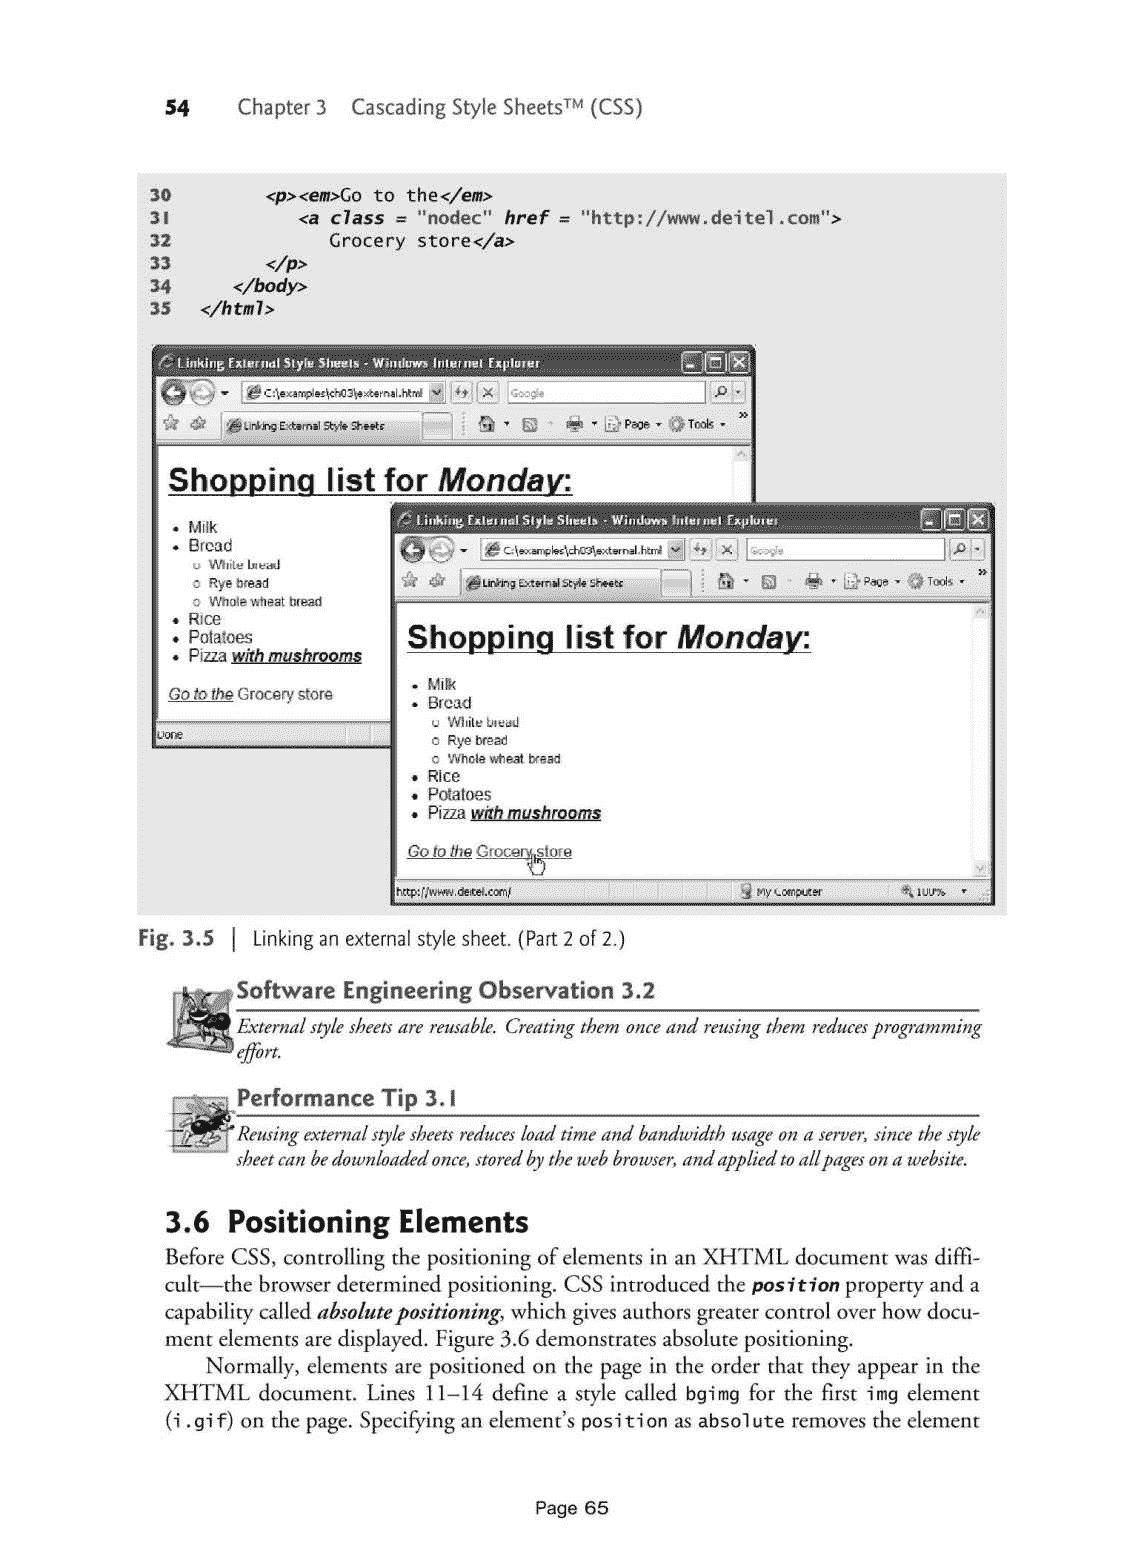 54 Chapter 3 Cascading Style Sheets™ (CSS)
30 <p><em>Go to the</em>
31 <a class = "nodec" href = "http://www.deitel.com">
32 Grocery store</a>
33 </p>
34 </body>
35 </html>
Linking External Style Sheets - Windows Internet Explorer
C:\examples\ch03\external.html
Google
Linking External Style Sheets
Page
Tools
»
Shopping list for Monday:
• Milk
• Bread
o White bread
o Rye bread
o Whole wheat bread
• Rice
• Potatoes
• Pizza with mushrooms
Go to the Grocery store
Done
Linking External Style Sheets - Windows Internet Explorer
C:\examples\ch03\external.html
Google
Linking External Style Sheets
Page
Tools
»
Shopping list for Monday:
• Milk
• Bread
o White bread
o Rye bread
o Whole wheat bread
• Rice
• Potatoes
• Pizza with mushrooms
Go to the Grocery store
http://www.deitel.com/
My Computer
100%
Fig. 3.5 | Linking an external style sheet. (Part 2 of 2.)
Software Engineering Observation 3.2
External style sheets are reusable. Creating them once and reusing them reduces programming
effort.
Performance Tip 3.1
Reusing external style sheets reduces load time and bandwidth usage on a server, since the style
sheet can be downloaded once, stored by the web browser, and applied to all pages on a website.
3.6 Positioning Elements
Before CSS, controlling the positioning of elements in an XHTML document was diffi-
cult—the browser determined positioning. CSS introduced the position property and a
capability called absolute positioning, which gives authors greater control over how docu-
ment elements are displayed. Figure 3.6 demonstrates absolute positioning.
Normally, elements are positioned on the page in the order that they appear in the
XHTML document. Lines 11–14 define a style called bgimg for the first img element
(i.gif) on the page. Specifying an element's position as absolute removes the element
Page 65